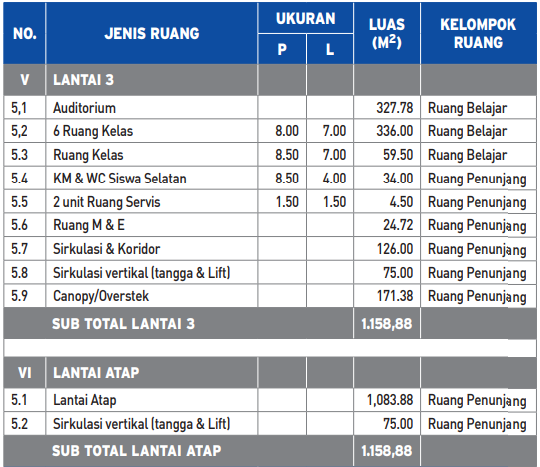 NO. JENIS RUANG UKURAN LUAS (M²) KELOMPOK RUANG
P L
V LANTAI 3
5,1 Auditorium 327.78 Ruang Belajar
5,2 6 Ruang Kelas 8.00 7.00 336.00 Ruang Belajar
5.3 Ruang Kelas 8.50 7.00 59.50 Ruang Belajar
5.4 KM & WC Siswa Selatan 8.50 4.00 34.00 Ruang Penunjang
5.5 2 unit Ruang Servis 1.50 1.50 4.50 Ruang Penunjang
5.6 Ruang M & E 24.72 Ruang Penunjang
5.7 Sirkulasi & Koridor 126.00 Ruang Penunjang
5.8 Sirkulasi vertikal (tangga & Lift) 75.00 Ruang Penunjang
5.9 Canopy/Overstek 171.38 Ruang Penunjang
SUB TOTAL LANTAI 3 1.158,88
VI LANTAI ATAP
5.1 Lantai Atap 1,083.88 Ruang Penunjang
5.2 Sirkulasi vertikal (tangga & Lift) 75.00 Ruang Penunjang
SUB TOTAL LANTAI ATAP 1.158,88